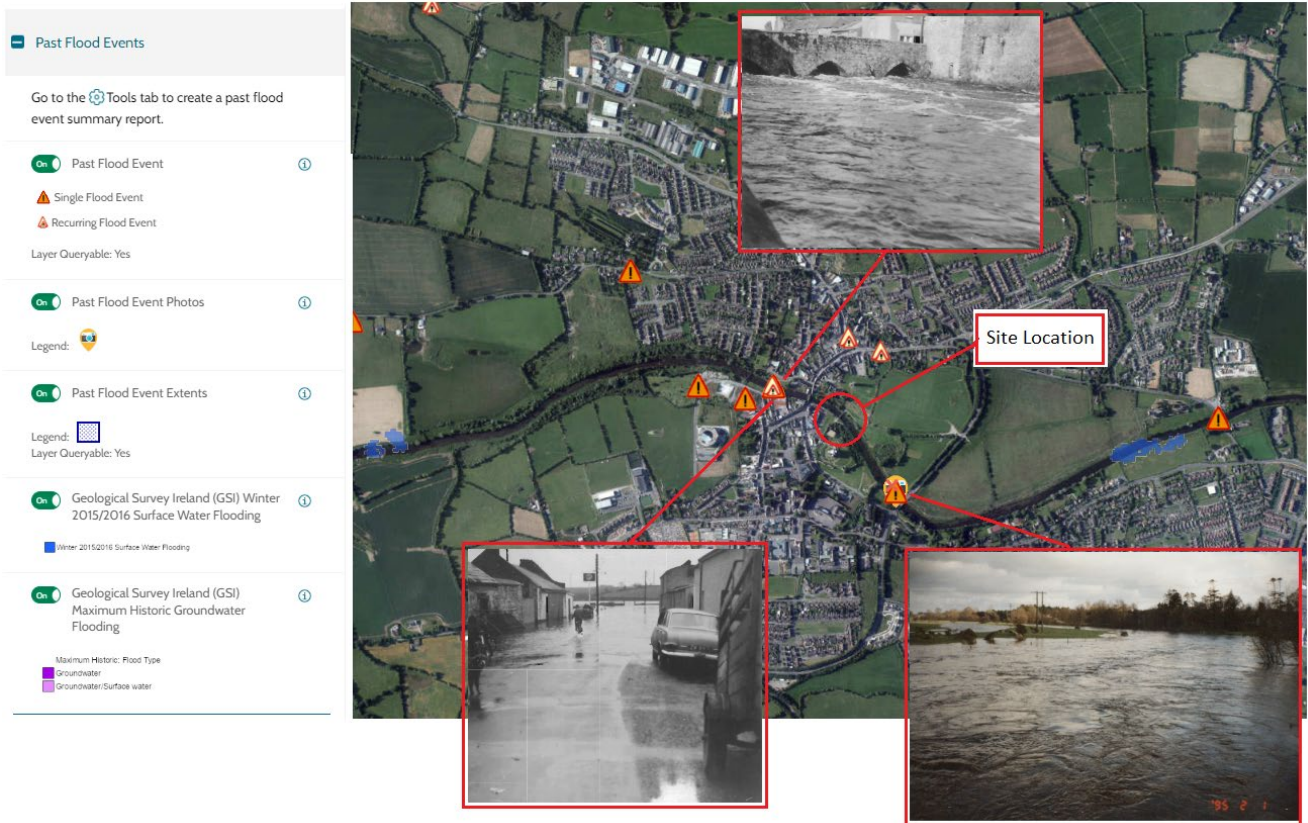 Past Flood Events
Go to the Tools tab to create a past flood
event summary report.
On Past Flood Event
Single Flood Event
Recurring Flood Event
Layer Queryable: Yes
On Past Flood Event Photos
Legend:
On Past Flood Event Extents
Legend:
Layer Queryable: Yes
On Geological Survey Ireland (GSI) Winter
2015/2016 Surface Water Flooding
Winter 2015/2016 Surface Water Flooding
On Geological Survey Ireland (GSI)
Maximum Historic Groundwater
Flooding
Maximum Historic: Flood Type
Groundwater
Groundwater/Surface water
Site Location
'95 2 1